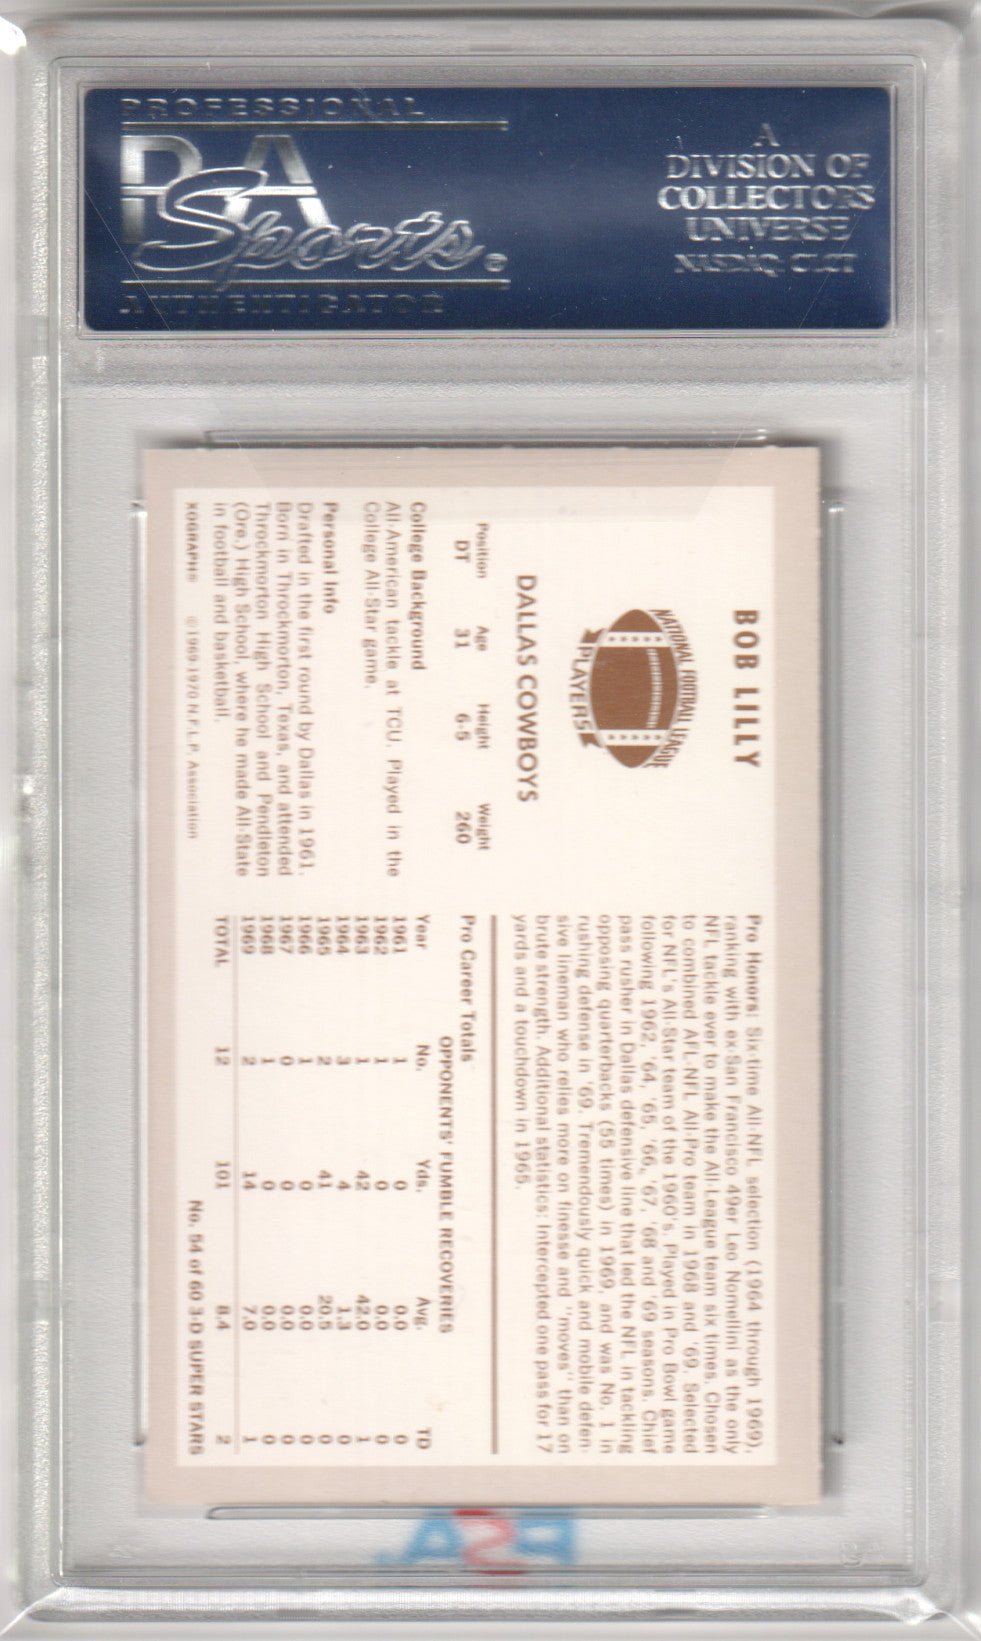 PROFESSIONAL
PSA
Sports
AUTHENTICATOR
A
DIVISION OF
COLLECTORS
UNIVERSE
NASDAQ: CLCT
BOB LILLY
NATIONAL FOOTBALL LEAGUE
PLAYERS
DALLAS COWBOYS
Position Age Height Weight
DT 31 6-5 260
College Background
All-American tackle at TCU. Played in the
College All-Star game.
Personal Info
Drafted in the first round by Dallas in 1961.
Born in Throckmorton, Texas, and attended
Throckmorton High School and Pendleton
(Ore.) High School, where he made All-State
in football and basketball.
XOGRAPH® ©1969-1970 N.F.L.P. Association
Pro Honors: Six-time All-NFL selection (1964 through 1969),
ranking with ex-San Francisco 49er Leo Nomellini as the only
NFL tackle ever to make the All-League team six times. Chosen
to combined AFL-NFL All-Pro team in 1968 and '69. Selected
for NFL's All-Star team of the 1960's. Played in Pro Bowl game
following 1962, '64, '65, '66, '67, '68 and '69 seasons. Chief
pass rusher in Dallas defensive line that led the NFL in tackling
opposing quarterbacks (55 times) in 1969, and was No. 1 in
rushing defense in '69. Tremendously quick and mobile defen-
sive lineman who relies more on finesse and "moves" than on
brute strength. Additional statistics: Intercepted one pass for 17
yards and a touchdown in 1965.
Pro Career Totals
OPPONENTS' FUMBLE RECOVERIES
Year No. Yds. Avg. TD
1961 1 0 0.0 0
1962 1 0 0.0 0
1963 1 42 42.0 1
1964 3 4 1.3 0
1965 2 41 20.5 0
1966 1 0 0.0 0
1967 0 0 0.0 0
1968 1 0 0.0 0
1969 2 14 7.0 1
TOTAL 12 101 8.4 2
No. 54 of 60 3-D SUPER STARS
PSA